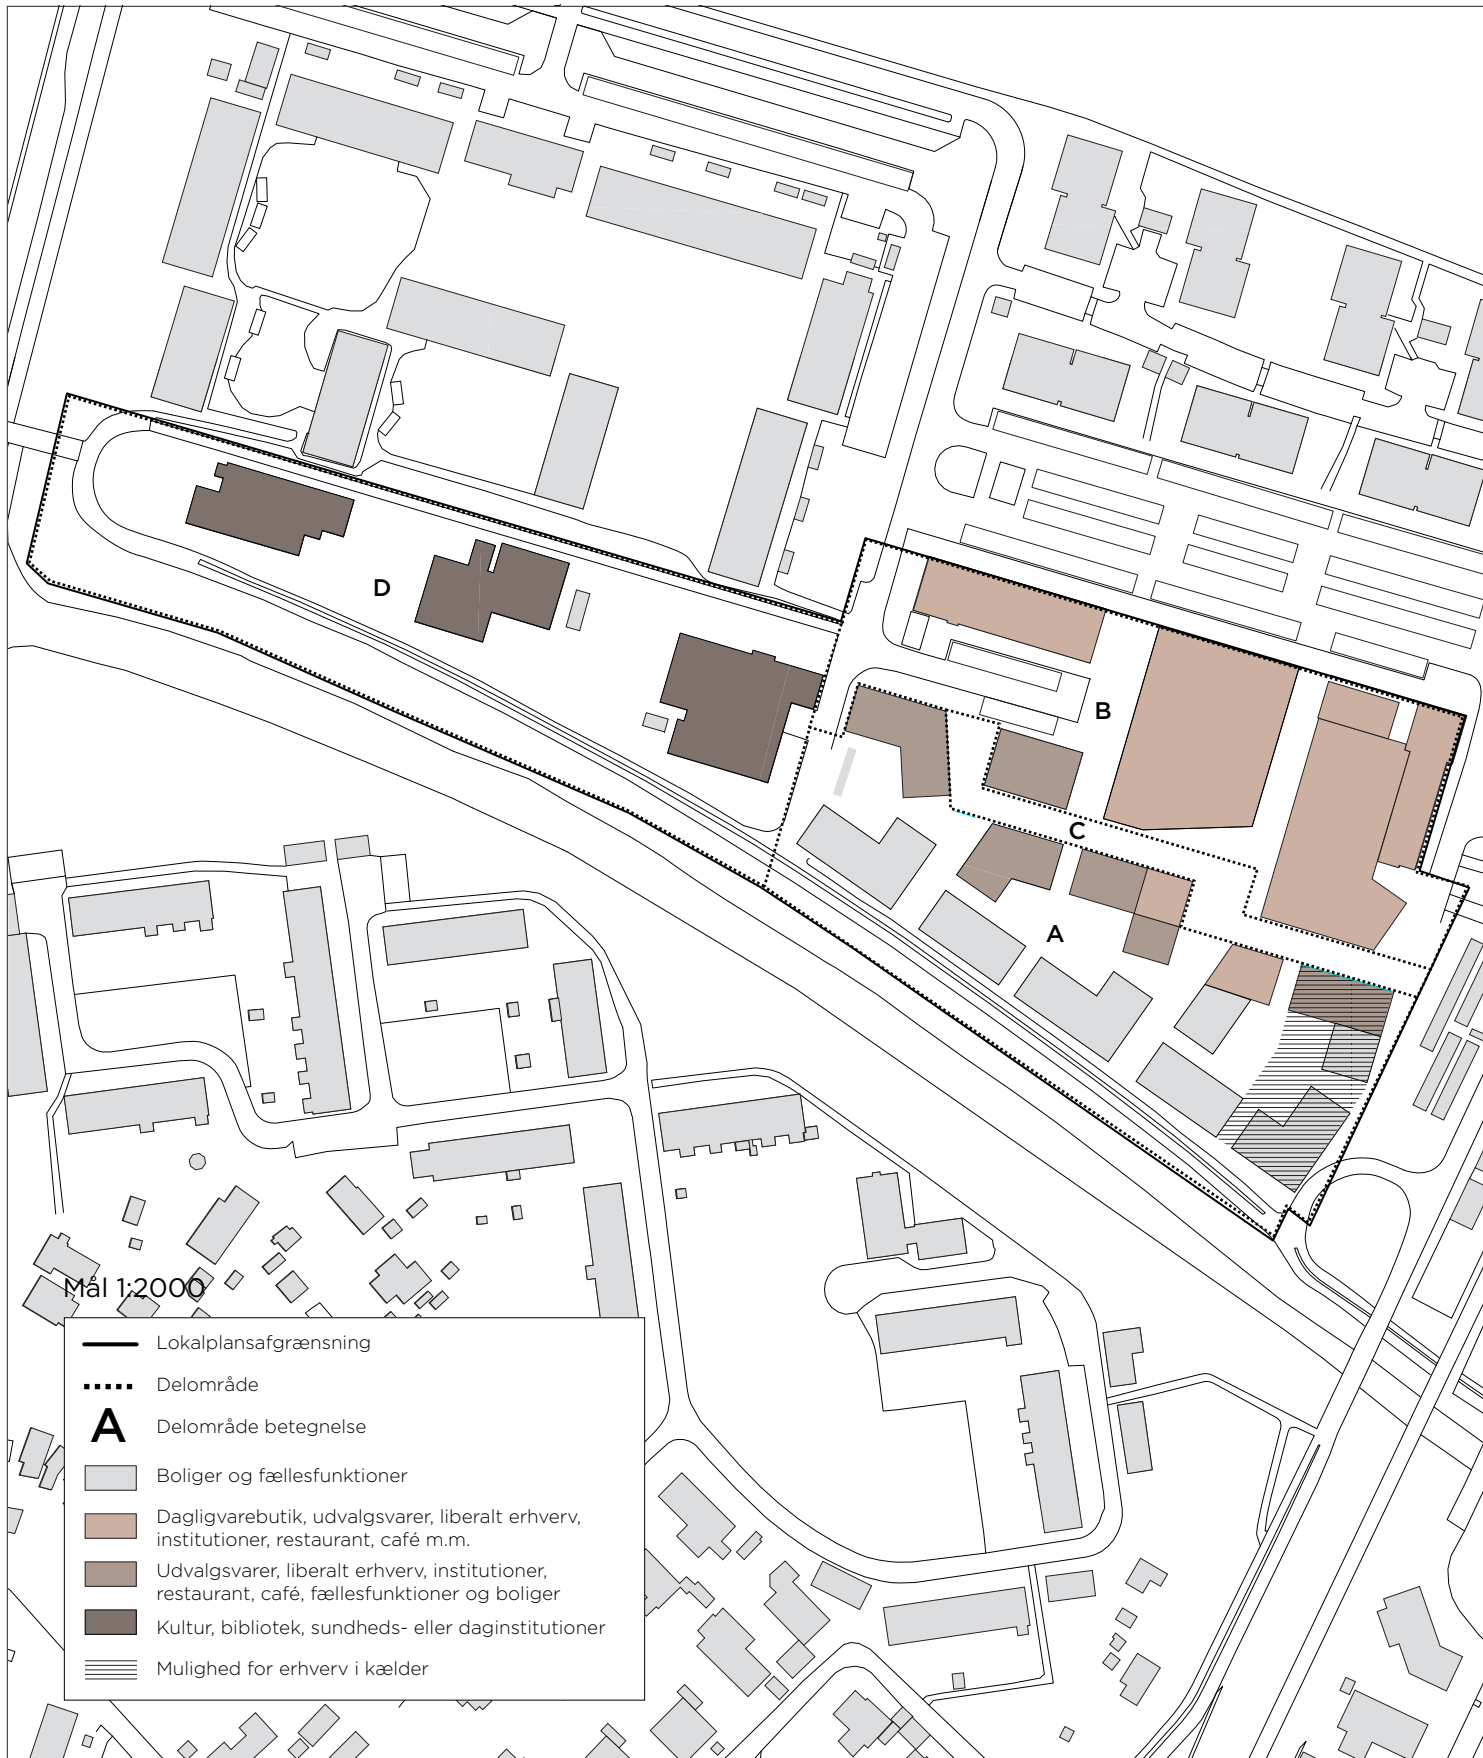 D
B
C
A
Mål 1:2000
Lokalplansafgrænsning
Delområde
A Delområde betegnelse
Boliger og fællesfunktioner
Dagligvarebutik, udvalgsvarer, liberalt erhverv,
institutioner, restaurant, café m.m.
Udvalgsvarer, liberalt erhverv, institutioner,
restaurant, café, fællesfunktioner og boliger
Kultur, bibliotek, sundheds- eller daginstitutioner
Mulighed for erhverv i kælder